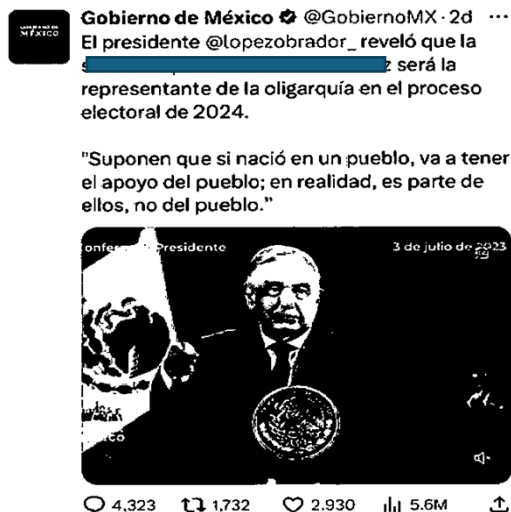 Gobierno de México @GobiernoMX · 2d
GOBIERNO DE
MÉXICO
El presidente @lopezobrador_ reveló que la
s z será la
representante de la oligarquía en el proceso
electoral de 2024.
"Suponen que si nació en un pueblo, va a tener
el apoyo del pueblo; en realidad, es parte de
ellos, no del pueblo."
Presidente
3 de julio de 2023
4,323 1,732 2.930 5.6M